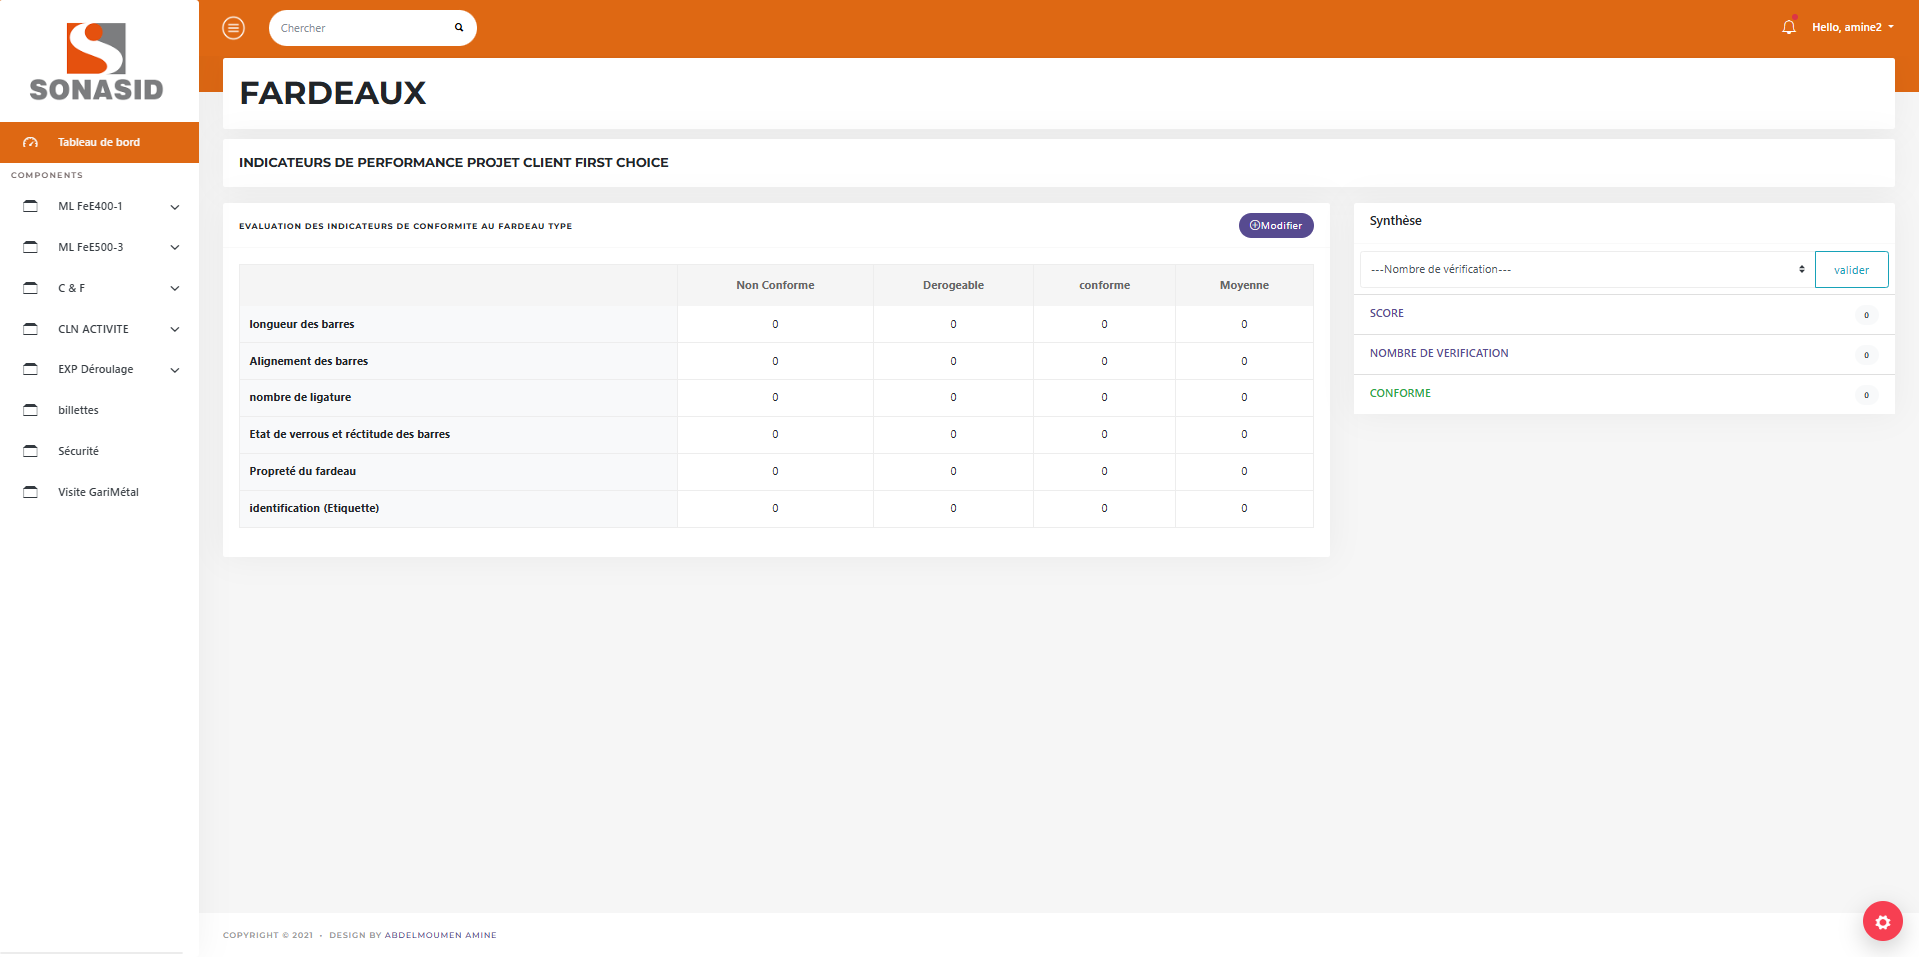 SONASID
Tableau de bord
COMPONENTS
ML FeE400-1
ML FeE500-3
C & F
CLN ACTIVITE
EXP Déroulage
billettes
Sécurité
Visite GariMétal
Chercher
Hello, amine2
FARDEAUX
INDICATEURS DE PERFORMANCE PROJET CLIENT FIRST CHOICE
EVALUATION DES INDICATEURS DE CONFORMITE AU FARDEAU TYPE
Modifier
Non Conforme Derogeable conforme Moyenne
longueur des barres 0 0 0 0
Alignement des barres 0 0 0 0
nombre de ligature 0 0 0 0
Etat de verrous et réctitude des barres 0 0 0 0
Propreté du fardeau 0 0 0 0
identification (Etiquette) 0 0 0 0
Synthèse
---Nombre de vérification--- valider
SCORE 0
NOMBRE DE VERIFICATION 0
CONFORME 0
COPYRIGHT © 2021 • DESIGN BY ABDELMOUMEN AMINE